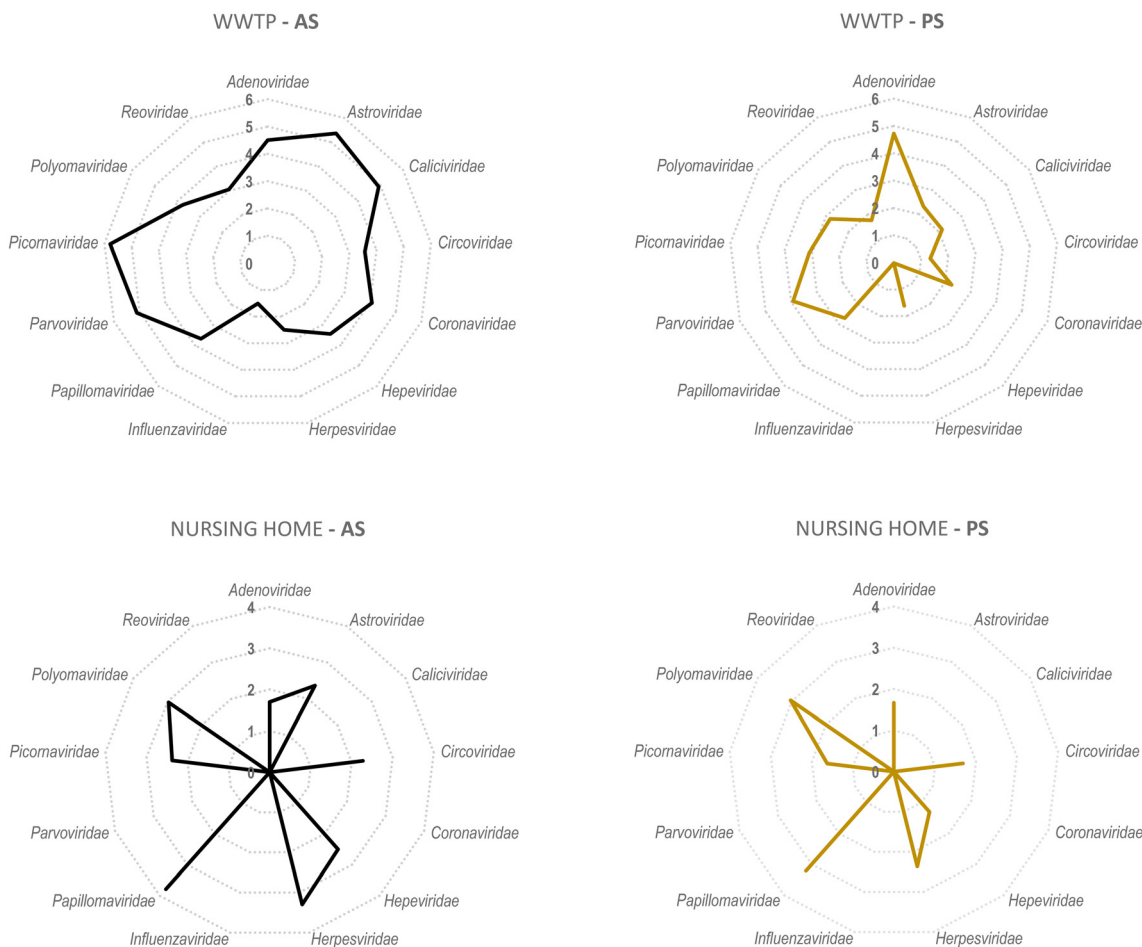 WWTP - AS
Adenoviridae
Astroviridae
Caliciviridae
Circoviridae
Coronaviridae
Hepeviridae
Herpesviridae
Influenzaviridae
Papillomaviridae
Parvoviridae
Picornaviridae
Polyomaviridae
Reoviridae
6
5
4
3
2
1
0
WWTP - PS
Adenoviridae
Astroviridae
Caliciviridae
Circoviridae
Coronaviridae
Hepeviridae
Herpesviridae
Influenzaviridae
Papillomaviridae
Parvoviridae
Picornaviridae
Polyomaviridae
Reoviridae
6
5
4
3
2
1
0
NURSING HOME - AS
Adenoviridae
Astroviridae
Caliciviridae
Circoviridae
Coronaviridae
Hepeviridae
Herpesviridae
Influenzaviridae
Papillomaviridae
Parvoviridae
Picornaviridae
Polyomaviridae
Reoviridae
4
3
2
1
0
NURSING HOME - PS
Adenoviridae
Astroviridae
Caliciviridae
Circoviridae
Coronaviridae
Hepeviridae
Herpesviridae
Influenzaviridae
Papillomaviridae
Parvoviridae
Picornaviridae
Polyomaviridae
Reoviridae
4
3
2
1
0